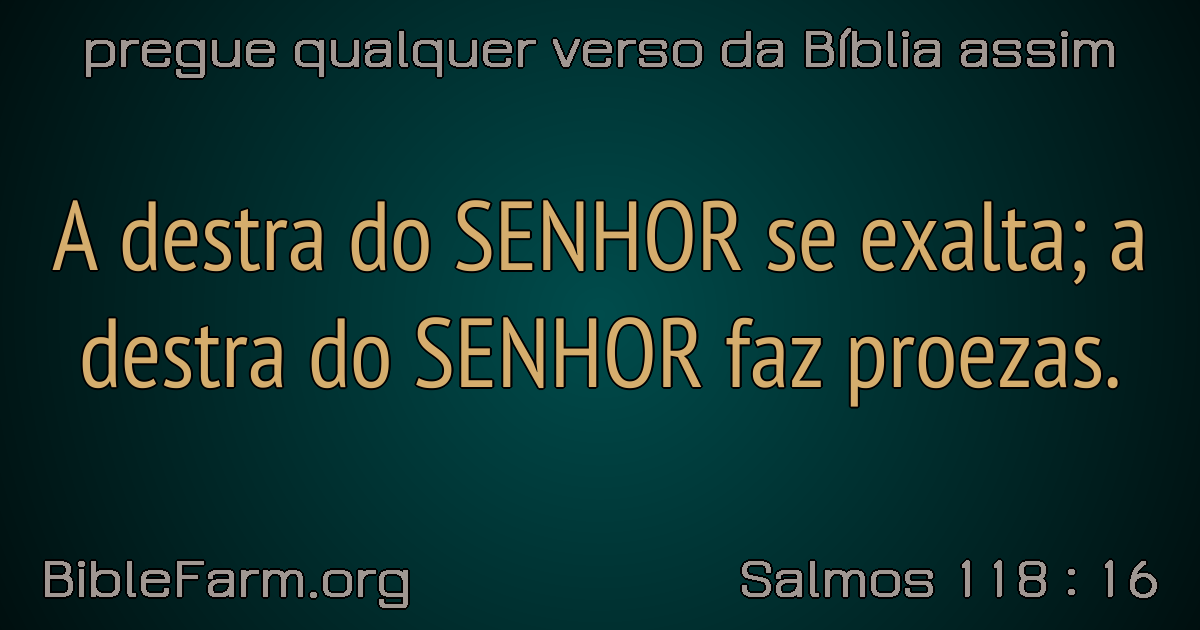 pregue qualquer verso da Bíblia assim
A destra do SENHOR se exalta; a
destra do SENHOR faz proezas.
BibleFarm.org
Salmos 118 : 16